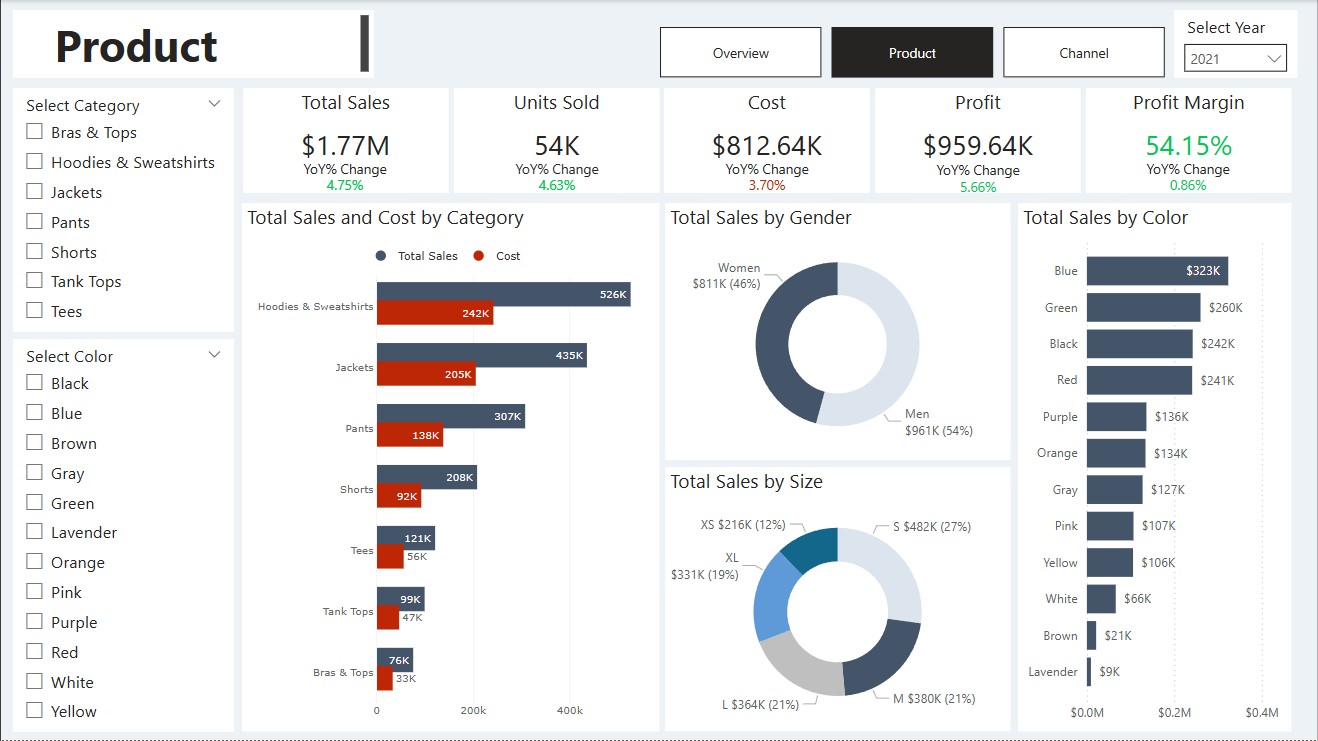 Product
Overview
Product
Channel
Select Year
2021
Select Category
Bras & Tops
Hoodies & Sweatshirts
Jackets
Pants
Shorts
Tank Tops
Tees
Select Color
Black
Blue
Brown
Gray
Green
Lavender
Orange
Pink
Purple
Red
White
Yellow
Total Sales
$1.77M
YoY% Change
4.75%
Units Sold
54K
YoY% Change
4.63%
Cost
$812.64K
YoY% Change
3.70%
Profit
$959.64K
YoY% Change
5.66%
Profit Margin
54.15%
YoY% Change
0.86%
Total Sales and Cost by Category
Total Sales Cost
Hoodies & Sweatshirts 526K
242K
Jackets 435K
205K
Pants 307K
138K
Shorts 208K
92K
Tees 121K
56K
Tank Tops 99K
47K
Bras & Tops 76K
33K
0 200k 400k
Total Sales by Gender
Women
$811K (46%)
Men
$961K (54%)
Total Sales by Size
XS $216K (12%)
S $482K (27%)
XL
$331K (19%)
L $364K (21%)
M $380K (21%)
Total Sales by Color
Blue $323K
Green $260K
Black $242K
Red $241K
Purple $136K
Orange $134K
Gray $127K
Pink $107K
Yellow $106K
White $66K
Brown $21K
Lavender $9K
$0.0M $0.2M $0.4M